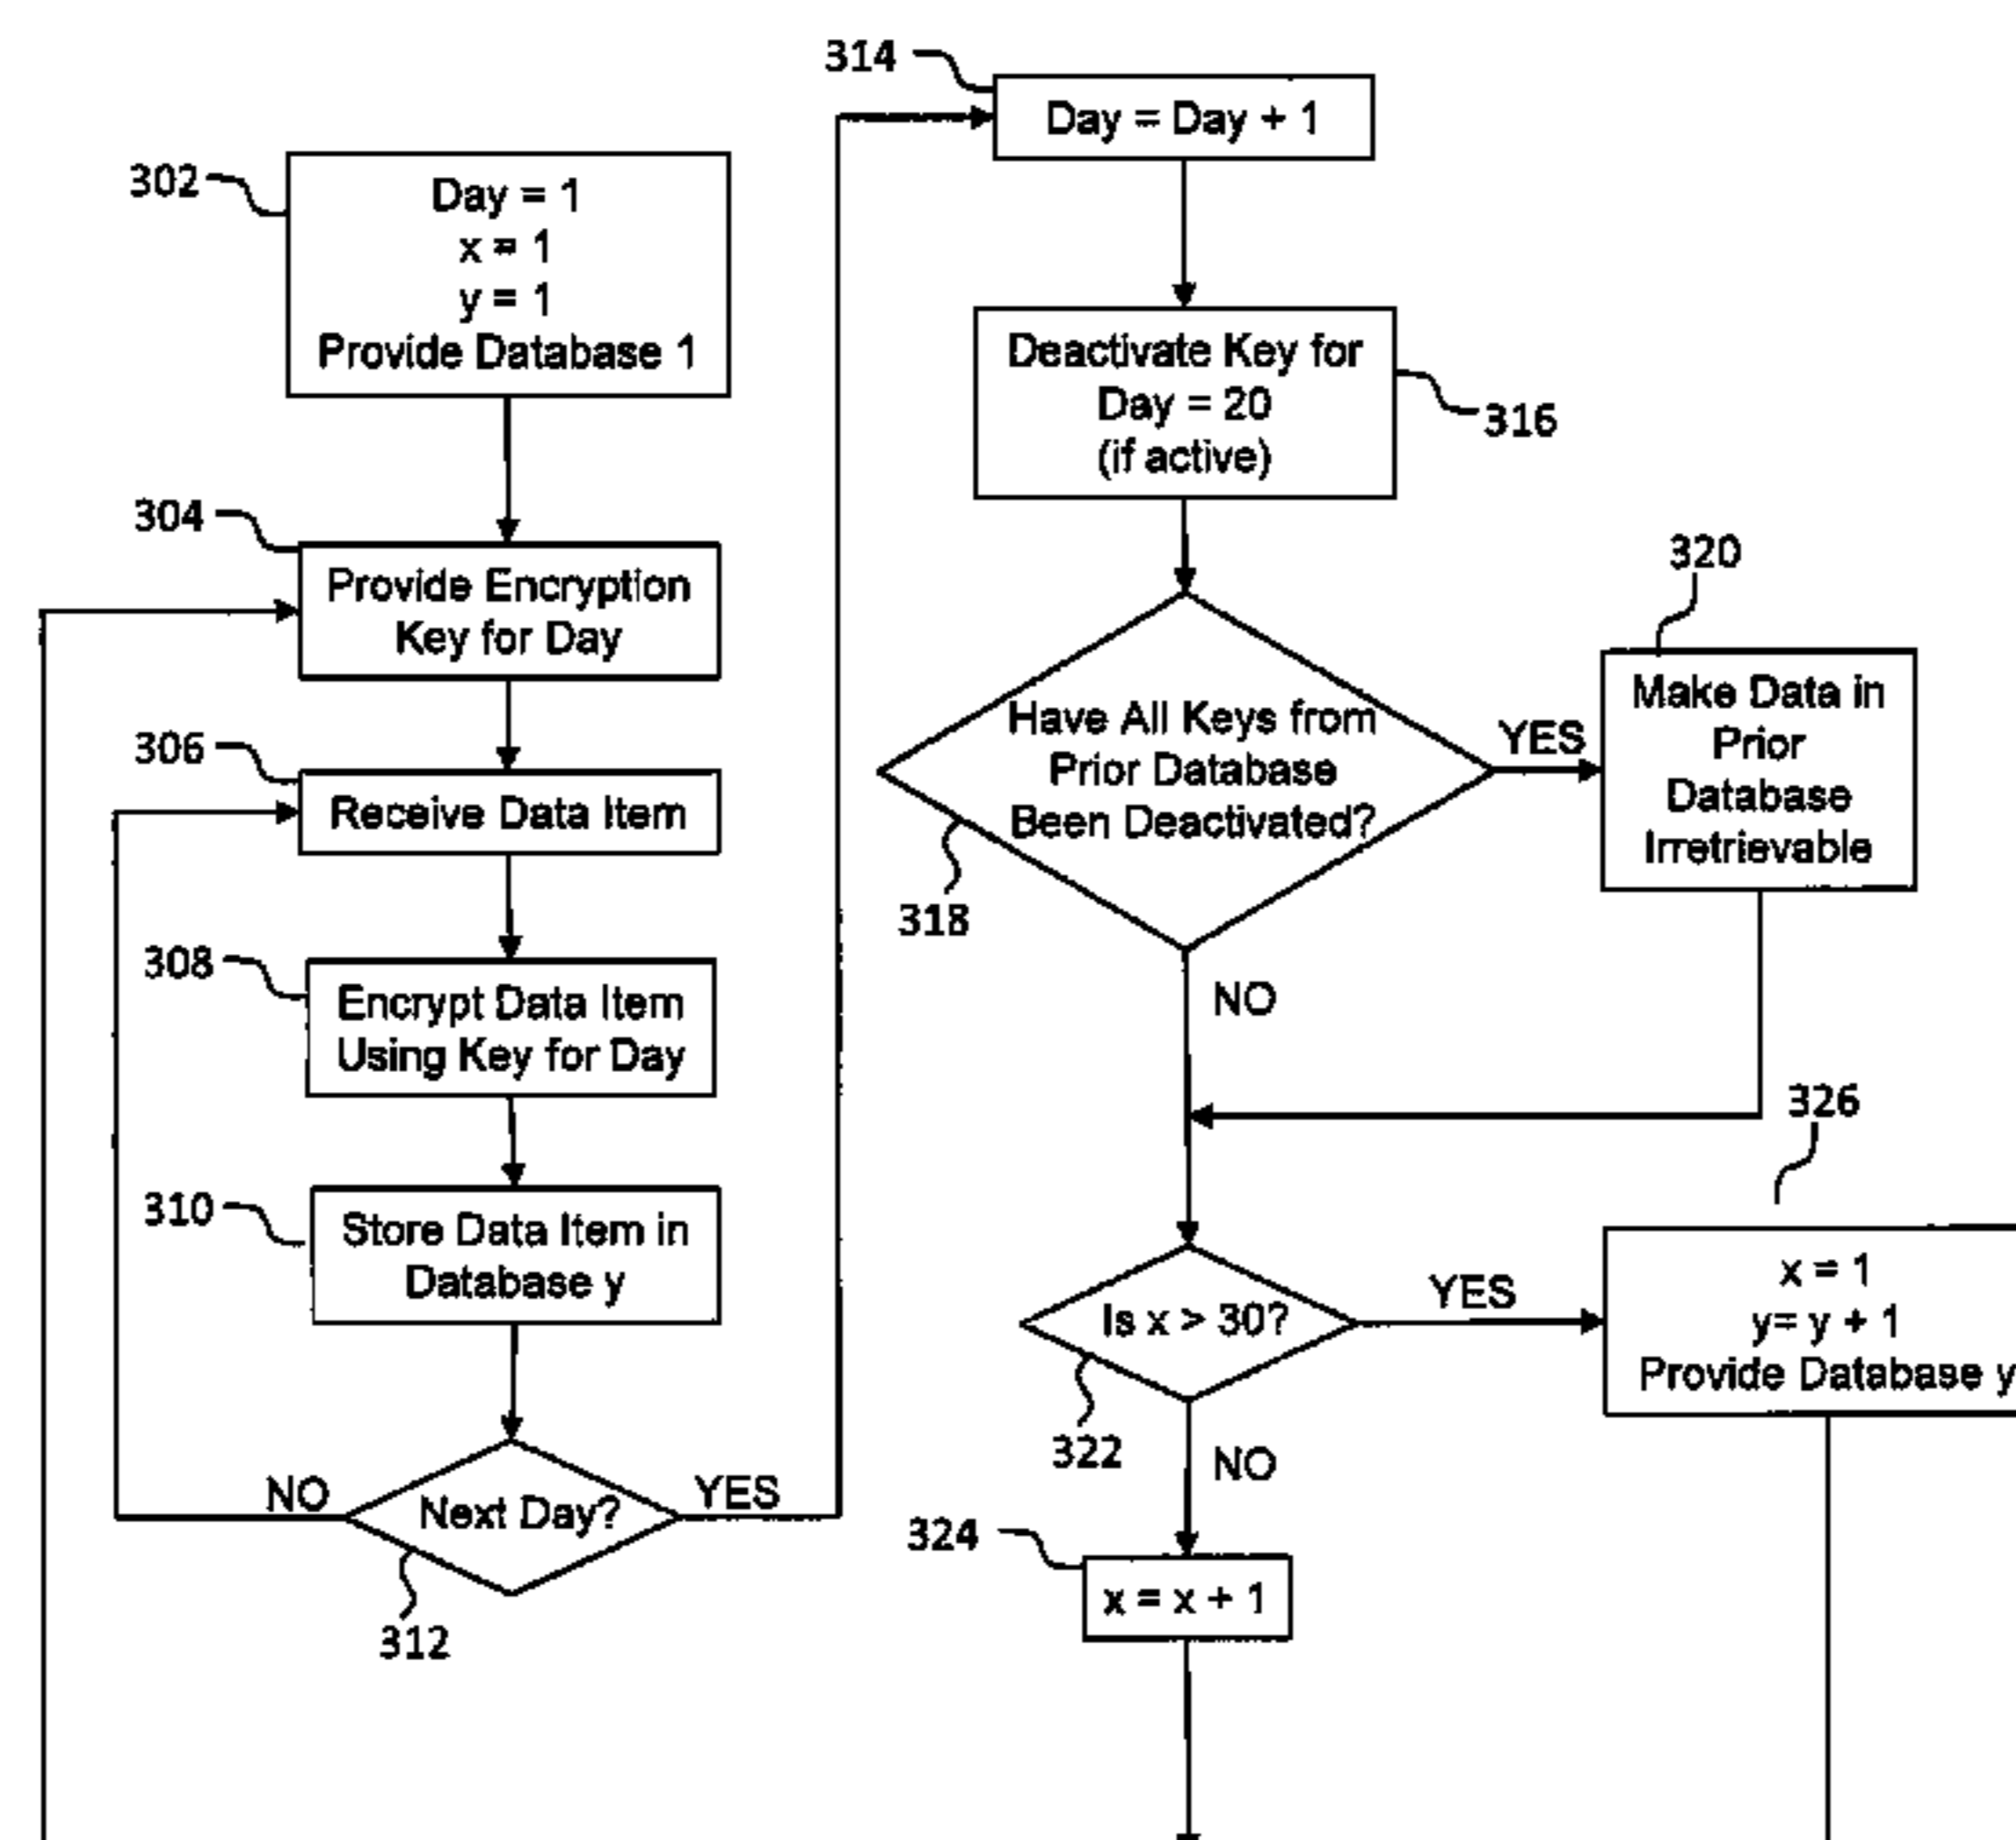 302
Day = 1
x = 1
y = 1
Provide Database 1
304
Provide Encryption
Key for Day
306
Receive Data Item
308
Encrypt Data Item
Using Key for Day
310
Store Data Item in
Database y
NO
Next Day?
YES
312
314
Day = Day + 1
Deactivate Key for
Day = 20
(if active)
316
Have All Keys from
Prior Database
Been Deactivated?
318
YES
320
Make Data in
Prior
Database
Irretrievable
NO
Is x > 30?
322
YES
326
x = 1
y= y + 1
Provide Database y
NO
324
x = x + 1